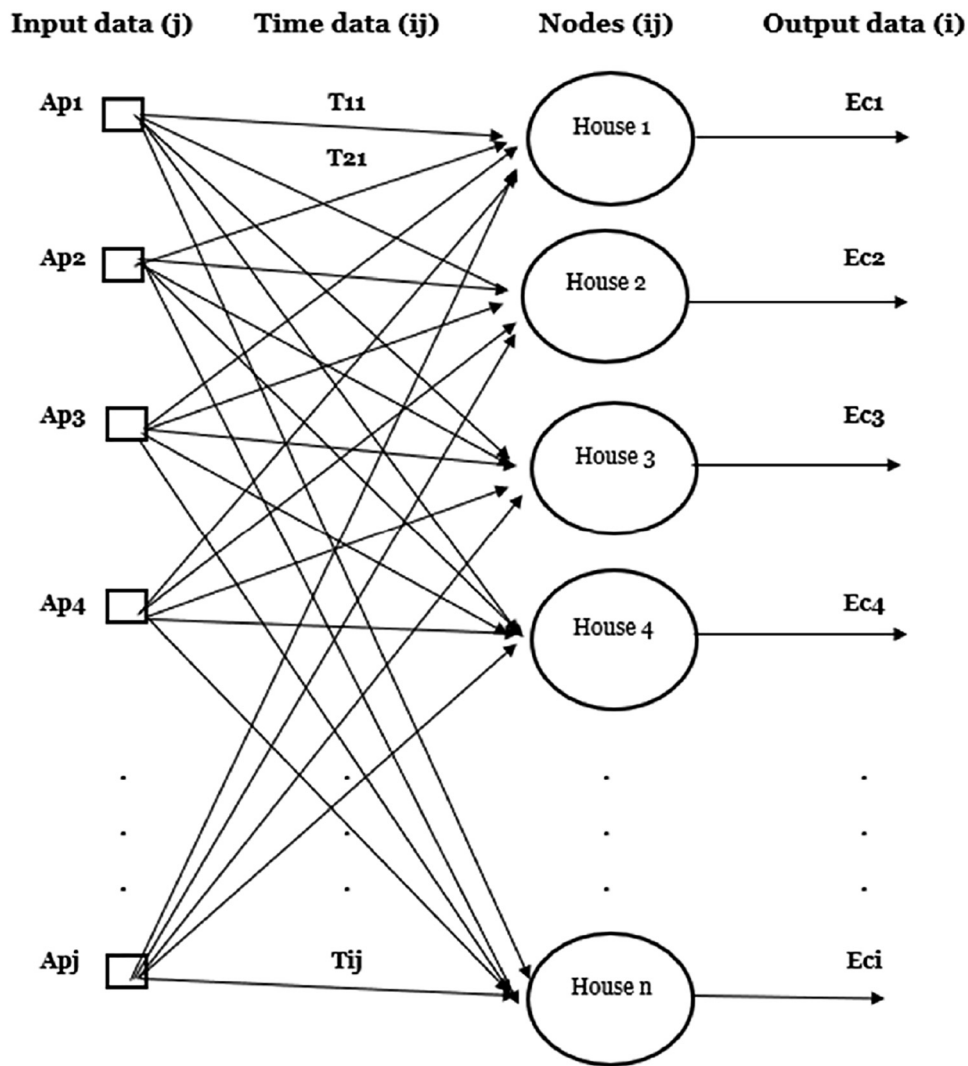 Input data (j) Time data (ij) Nodes (ij) Output data (i)
Ap1 T11 House 1 Ec1
T21
Ap2 House 2 Ec2
Ap3 House 3 Ec3
Ap4 House 4 Ec4
. . . .
. . . .
. . . .
Apj Tij House n Eci